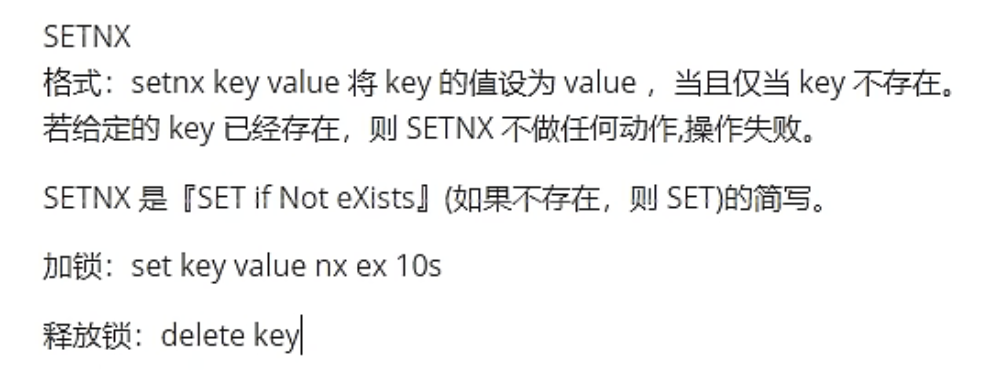 SETNX
格式：setnx key value 将 key 的值设为 value ，当且仅当 key 不存在。
若给定的 key 已经存在，则 SETNX 不做任何动作,操作失败。
SETNX 是『SET if Not eXists』(如果不存在，则 SET)的简写。
加锁：set key value nx ex 10s
释放锁：delete key